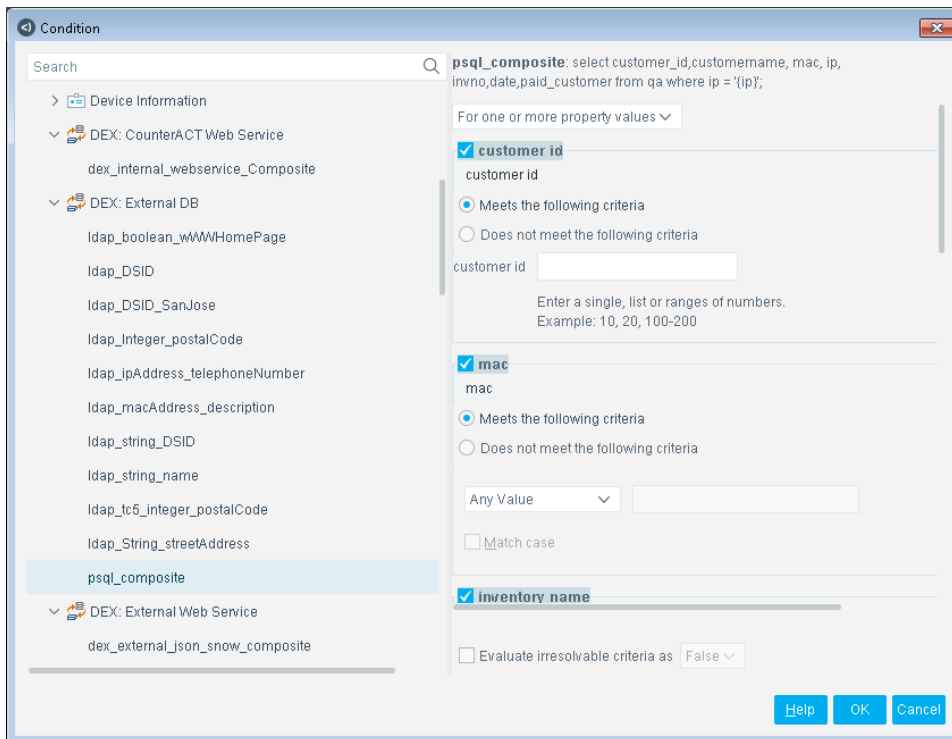 Condition
Search
Device Information
DEX: CounterACT Web Service
dex_internal_webservice_Composite
DEX: External DB
ldap_boolean_wWWHomePage
ldap_DSID
ldap_DSID_SanJose
ldap_Integer_postalCode
ldap_ipAddress_telephoneNumber
ldap_macAddress_description
ldap_string_DSID
ldap_string_name
ldap_tc5_integer_postalCode
ldap_String_streetAddress
psql_composite
DEX: External Web Service
dex_external_json_snow_composite
psql_composite: select customer_id,customername, mac, ip,
invno,date,paid_customer from qa where ip = '{ip}';
For one or more property values
customer id
customer id
Meets the following criteria
Does not meet the following criteria
customer id
Enter a single, list or ranges of numbers.
Example: 10, 20, 100-200
mac
mac
Meets the following criteria
Does not meet the following criteria
Any Value
Match case
inventory name
Evaluate irresolvable criteria as False
Help OK Cancel